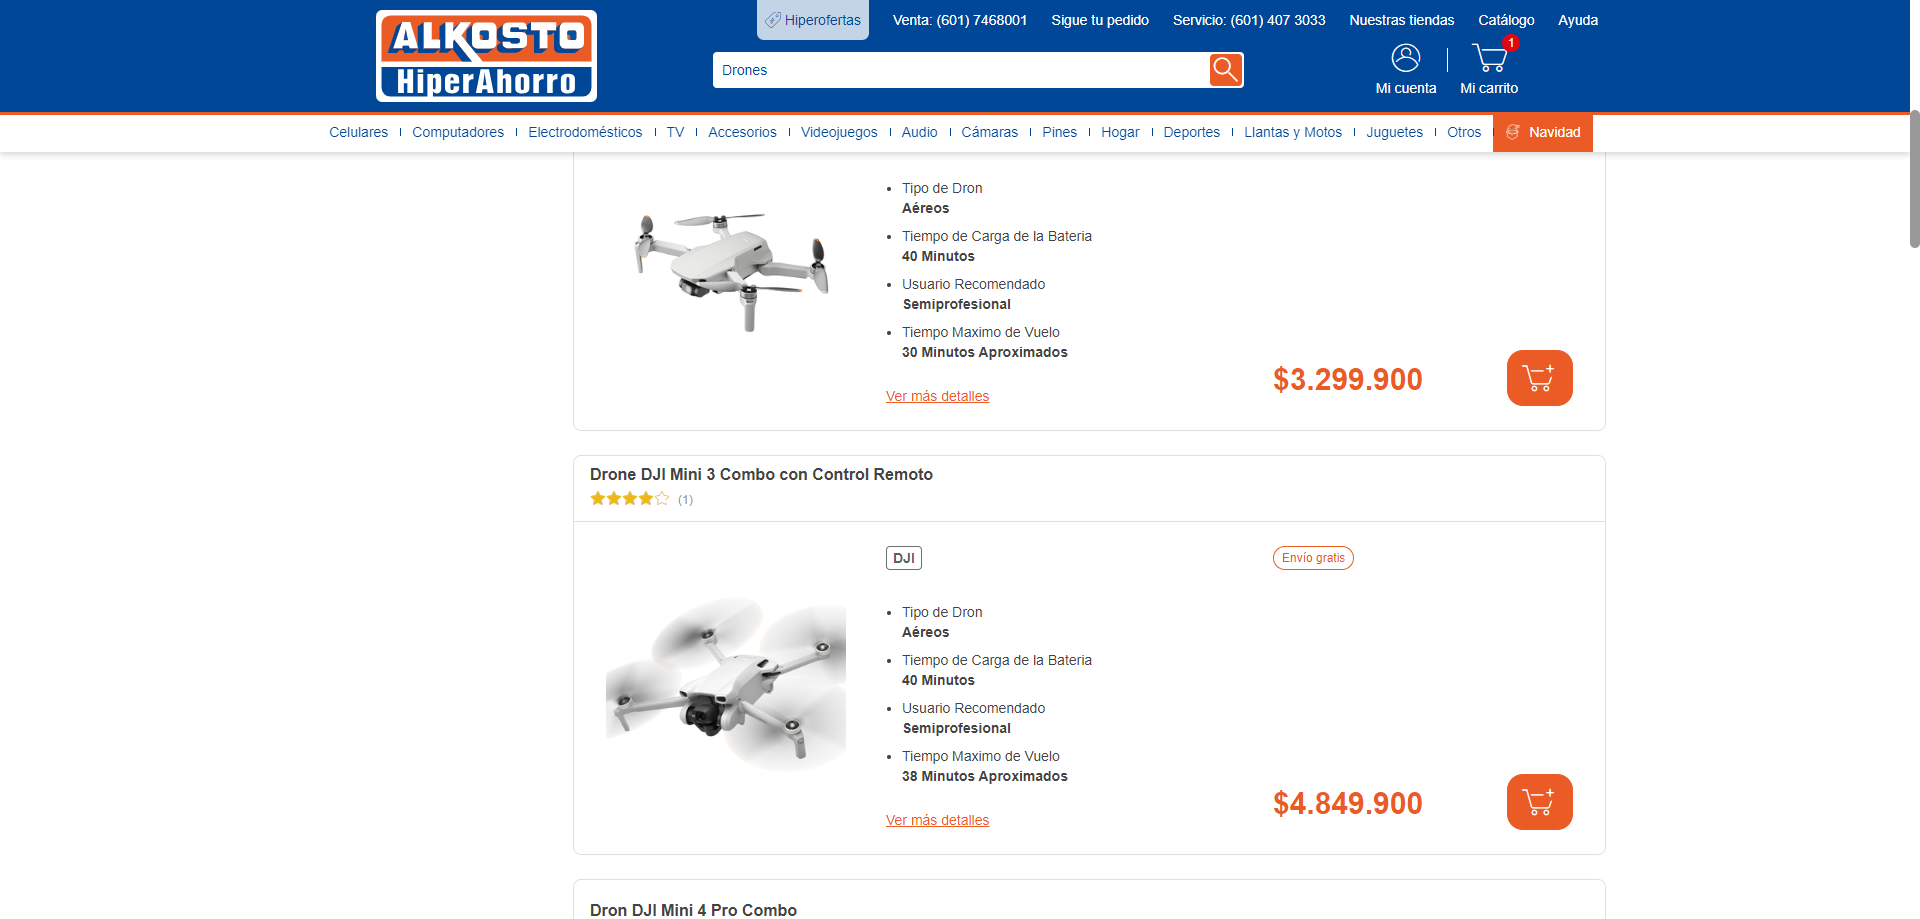 Hiperofertas
Venta: (601) 7468001
Sigue tu pedido
Servicio: (601) 407 3033
Nuestras tiendas
Catálogo
Ayuda
ALKOSTO
HiperAhorro
Drones
Mi cuenta
1
Mi carrito
Celulares
Computadores
Electrodomésticos
TV
Accesorios
Videojuegos
Audio
Cámaras
Pines
Hogar
Deportes
Llantas y Motos
Juguetes
Otros
Navidad
Tipo de Dron
Aéreos
Tiempo de Carga de la Bateria
40 Minutos
Usuario Recomendado
Semiprofesional
Tiempo Maximo de Vuelo
30 Minutos Aproximados
Ver más detalles
$3.299.900
Drone DJI Mini 3 Combo con Control Remoto
(1)
DJI
Envío gratis
Tipo de Dron
Aéreos
Tiempo de Carga de la Bateria
40 Minutos
Usuario Recomendado
Semiprofesional
Tiempo Maximo de Vuelo
38 Minutos Aproximados
Ver más detalles
$4.849.900
Dron DJI Mini 4 Pro Combo